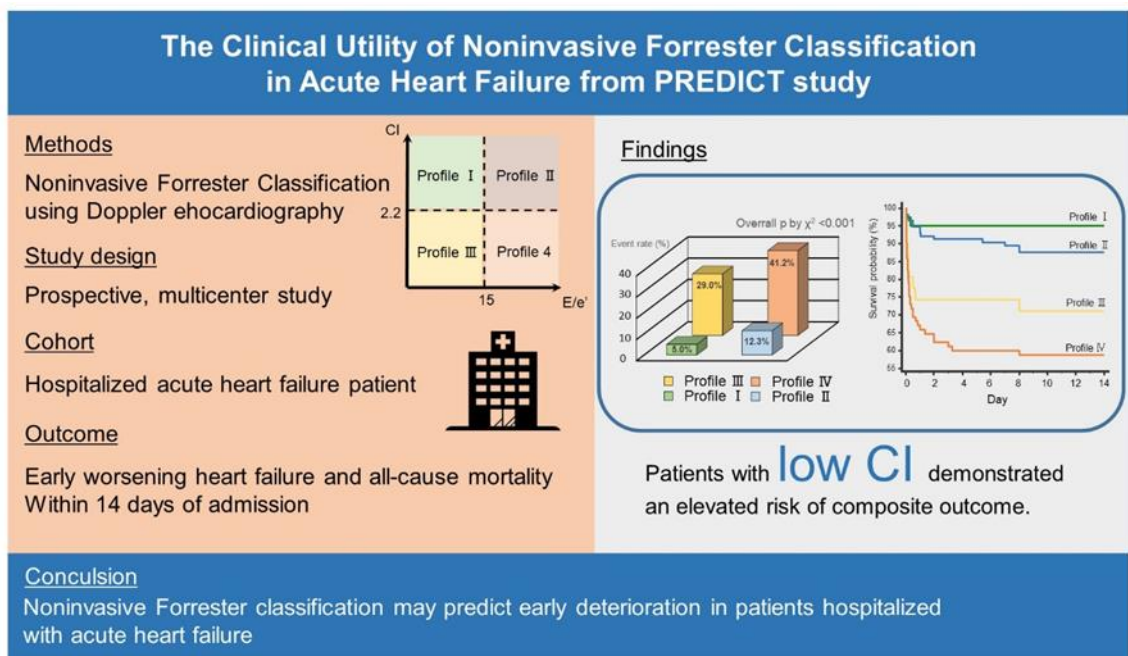 The Clinical Utility of Noninvasive Forrester Classification
in Acute Heart Failure from PREDICT study
Methods
Noninvasive Forrester Classification
using Doppler ehocardiography
Study design
Prospective, multicenter study
Cohort
Hospitalized acute heart failure patient
Outcome
Early worsening heart failure and all-cause mortality
Within 14 days of admission
CI
Profile Ⅰ
Profile Ⅱ
2.2
Profile Ⅲ
Profile 4
15
E/e'
Findings
Overrall p by χ² <0.001
Event rate (%)
40
30
20
10
0
29.0%
41.2%
5.0%
12.3%
Profile Ⅲ
Profile Ⅳ
Profile Ⅰ
Profile Ⅱ
Survival probability (%)
100
95
90
85
80
75
70
65
60
55
Profile Ⅰ
Profile Ⅱ
Profile Ⅲ
Profile Ⅳ
0 2 4 6 8 10 12 14
Day
Patients with low CI demonstrated
an elevated risk of composite outcome.
Conculsion
Noninvasive Forrester classification may predict early deterioration in patients hospitalized
with acute heart failure